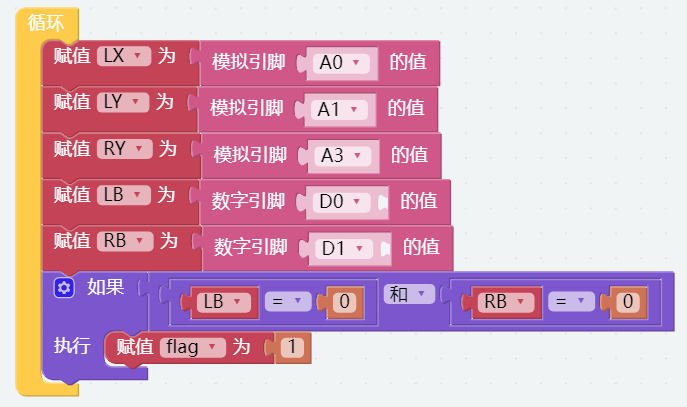 循环
赋值 LX 为 模拟引脚 A0 的值
赋值 LY 为 模拟引脚 A1 的值
赋值 RY 为 模拟引脚 A3 的值
赋值 LB 为 数字引脚 D0 的值
赋值 RB 为 数字引脚 D1 的值
如果 LB = 0 和 RB = 0
执行 赋值 flag 为 1